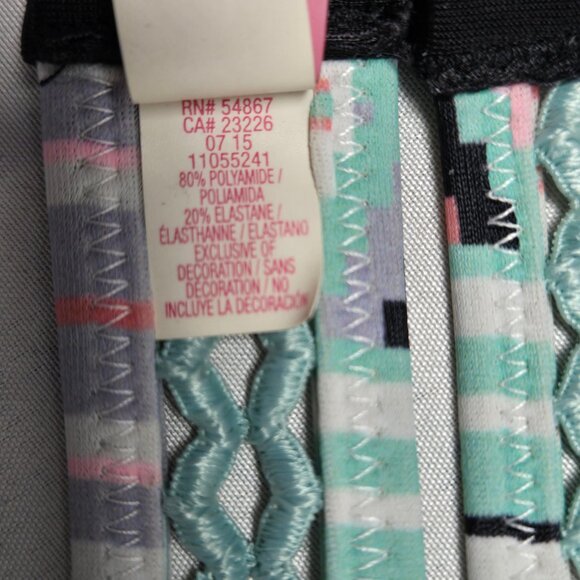 RN# 54867
CA# 23226
07 15
11055241
80% POLYAMIDE /
POLIAMIDA
20% ELASTANE /
ÉLASTHANNE / ELASTANO
EXCLUSIVE OF
DECORATION / SANS
DÉCORATION / NO
INCLUYE LA DECORACIÓN